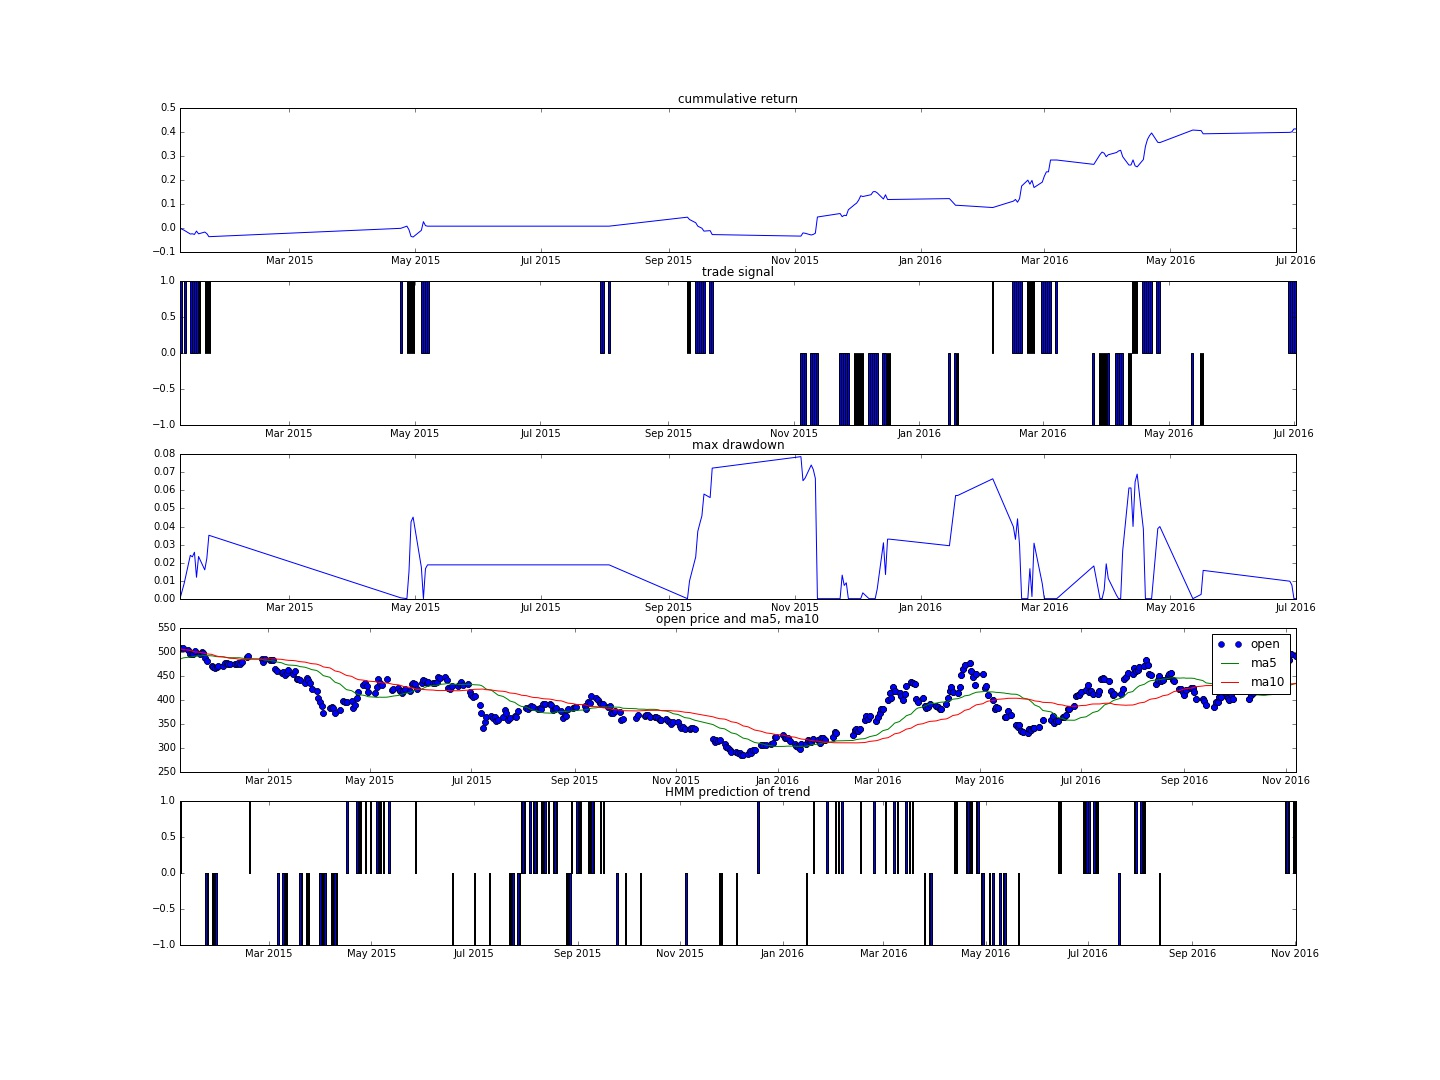 cummulative return
0.5
0.4
0.3
0.2
0.1
0.0
−0.1
Mar 2015 May 2015 Jul 2015 Sep 2015 Nov 2015 Jan 2016 Mar 2016 May 2016 Jul 2016
trade signal
1.0
0.5
0.0
−0.5
−1.0
Mar 2015 May 2015 Jul 2015 Sep 2015 Nov 2015 Jan 2016 Mar 2016 May 2016 Jul 2016
max drawdown
0.08
0.07
0.06
0.05
0.04
0.03
0.02
0.01
0.00
Mar 2015 May 2015 Jul 2015 Sep 2015 Nov 2015 Jan 2016 Mar 2016 May 2016 Jul 2016
open price and ma5, ma10
550
500
450
400
350
300
250
open
ma5
ma10
Mar 2015 May 2015 Jul 2015 Sep 2015 Nov 2015 Jan 2016 Mar 2016 May 2016 Jul 2016 Sep 2016 Nov 2016
HMM prediction of trend
1.0
0.5
0.0
−0.5
−1.0
Mar 2015 May 2015 Jul 2015 Sep 2015 Nov 2015 Jan 2016 Mar 2016 May 2016 Jul 2016 Sep 2016 Nov 2016